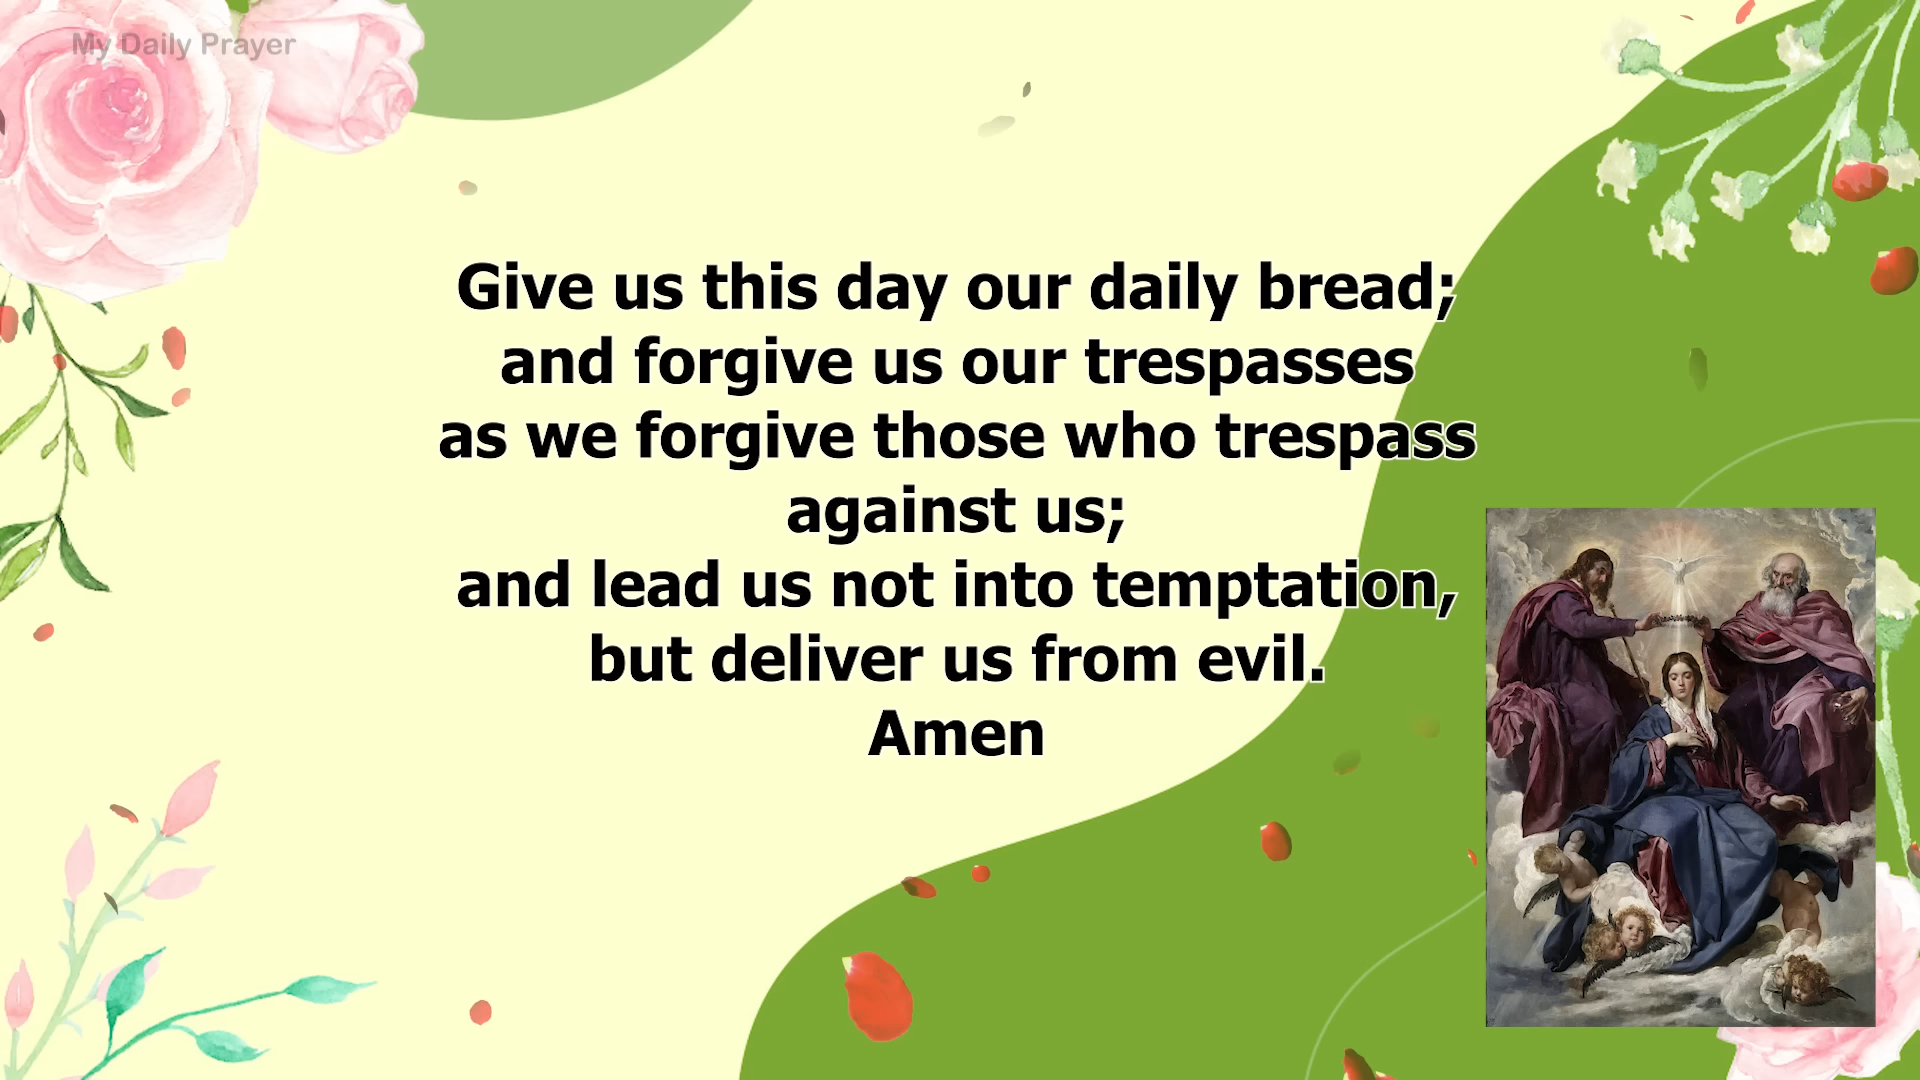 My Daily Prayer
Give us this day our daily bread;
and forgive us our trespasses
as we forgive those who trespass
against us;
and lead us not into temptation,
but deliver us from evil.
Amen